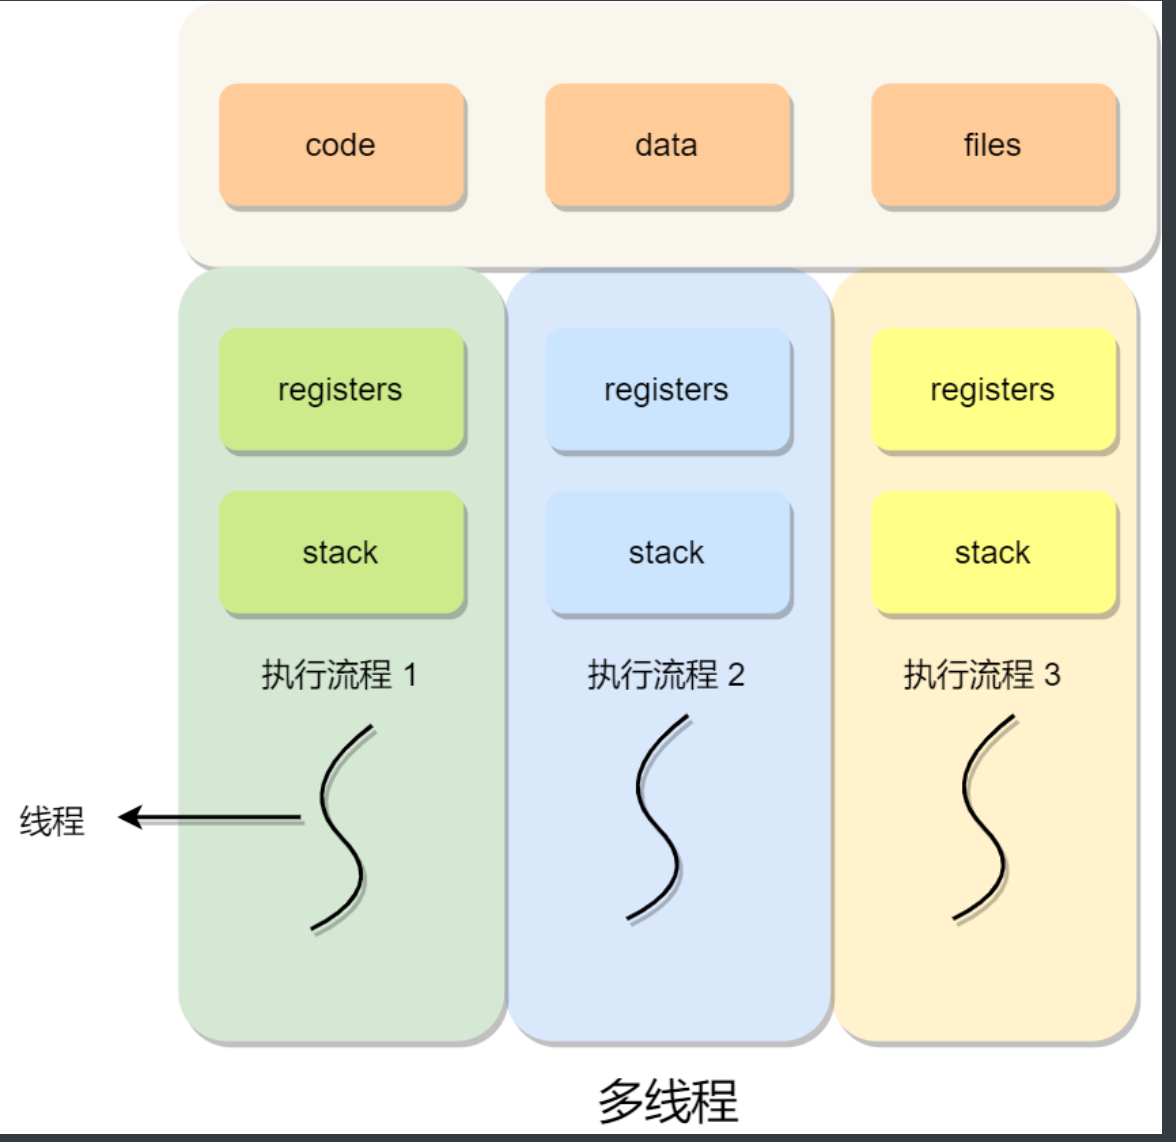 code data files
registers registers registers
stack stack stack
执行流程 1 执行流程 2 执行流程 3
线程
多线程